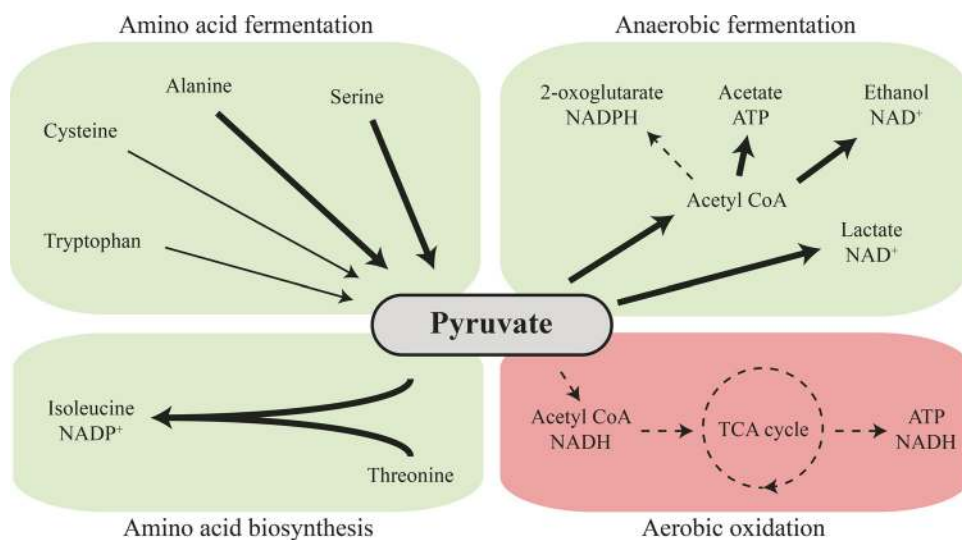 Amino acid fermentation
Alanine
Serine
Cysteine
Tryptophan
Anaerobic fermentation
2-oxoglutarate
NADPH
Acetate
ATP
Ethanol
NAD⁺
Acetyl CoA
Lactate
NAD⁺
Pyruvate
Isoleucine
NADP⁺
Threonine
Amino acid biosynthesis
Acetyl CoA
NADH
TCA cycle
ATP
NADH
Aerobic oxidation